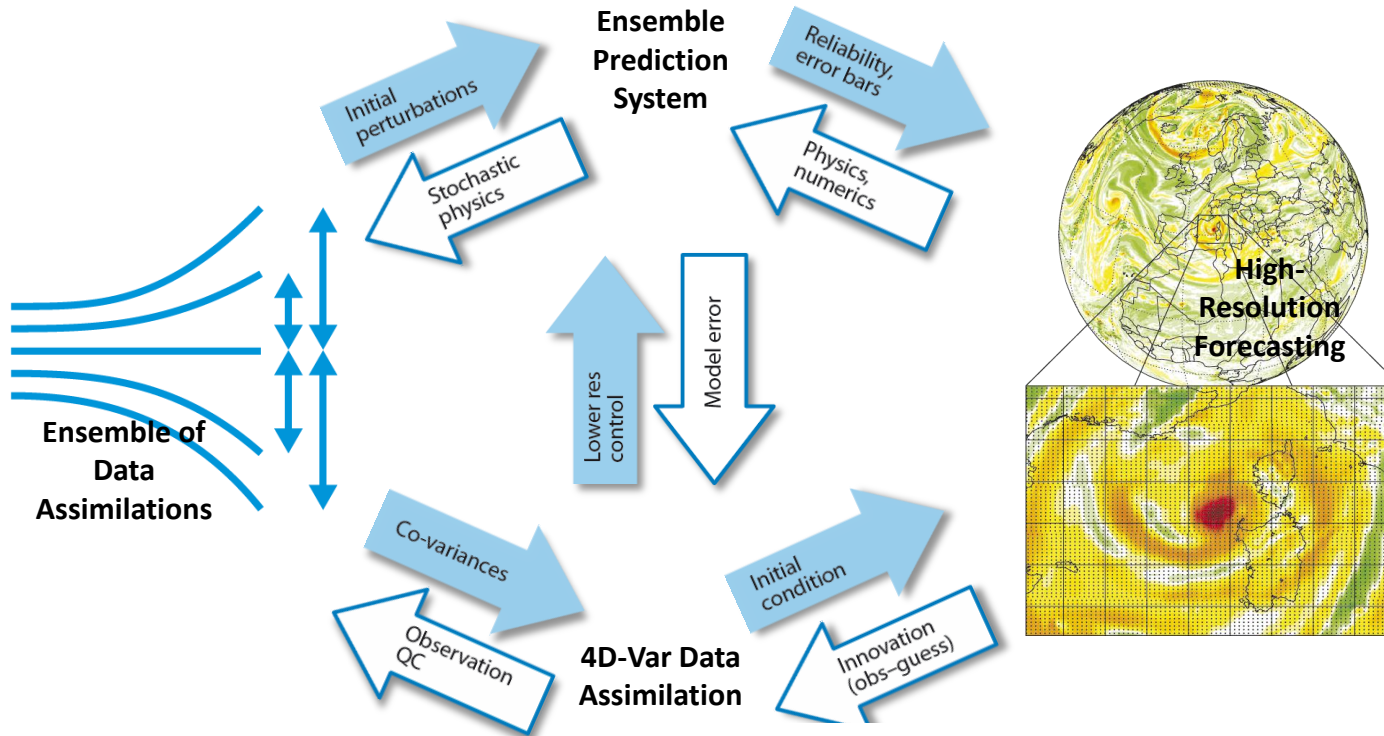 Ensemble
Prediction
System
Initial
perturbations
Stochastic
physics
Reliability,
error bars
Physics,
numerics
High-
Resolution
Forecasting
Lower res
control
Model error
Ensemble of
Data
Assimilations
Co-variances
Observation
QC
4D-Var Data
Assimilation
Initial
condition
Innovation
(obs–guess)